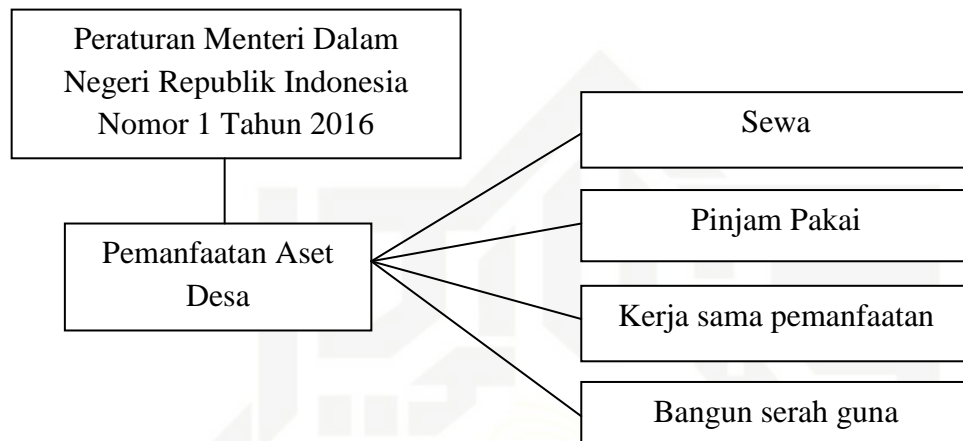 Peraturan Menteri Dalam
Negeri Republik Indonesia
Nomor 1 Tahun 2016
Pemanfaatan Aset
Desa
Sewa
Pinjam Pakai
Kerja sama pemanfaatan
Bangun serah guna